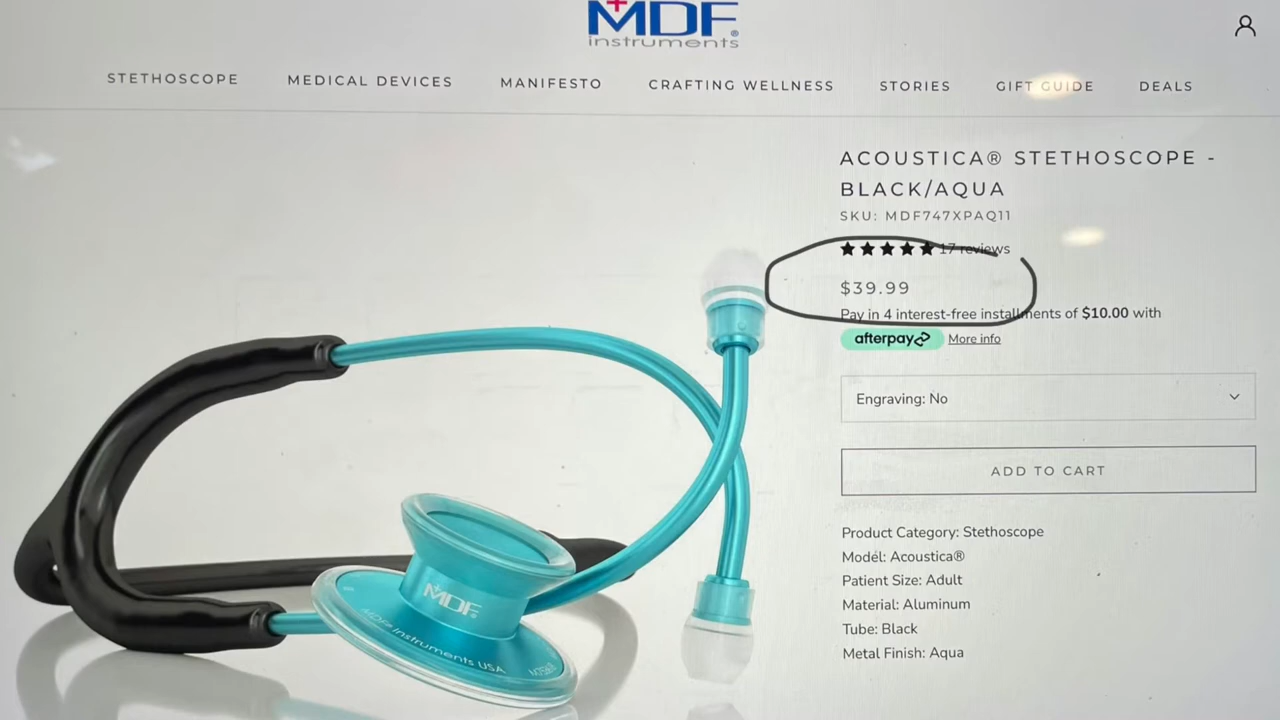 MDF®
instruments
STETHOSCOPE MEDICAL DEVICES MANIFESTO CRAFTING WELLNESS STORIES GIFT GUIDE DEALS
ACOUSTICA® STETHOSCOPE -
BLACK/AQUA
SKU: MDF747XPAQ11
17 reviews
$39.99
Pay in 4 interest-free installments of $10.00 with
afterpay More info
Engraving: No
ADD TO CART
Product Category: Stethoscope
Model: Acoustica®
Patient Size: Adult
Material: Aluminum
Tube: Black
Metal Finish: Aqua
MDF®
MDF® Instruments USA